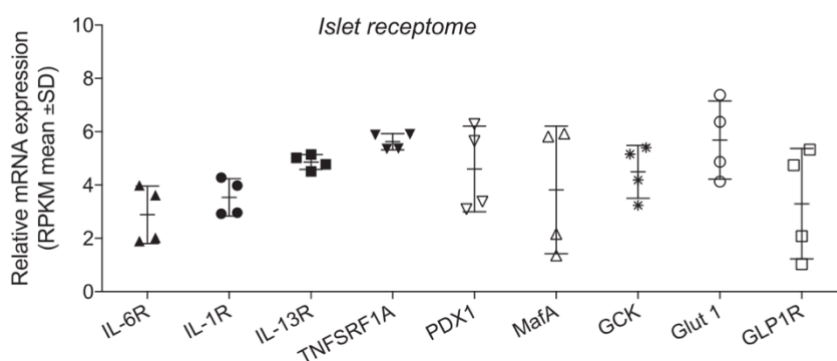 Islet receptome
Relative mRNA expression
(RPKM mean ±SD)
10
8
6
4
2
0
IL-6R
IL-1R
IL-13R
TNFSRF1A
PDX1
MafA
GCK
Glut 1
GLP1R